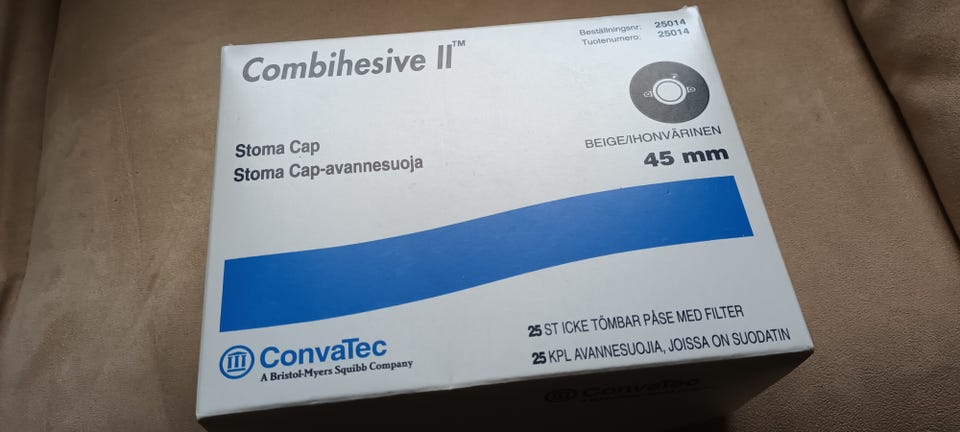 Combihesive II™
Beställningsnr: 25014
Tuotenumero: 25014
Stoma Cap
Stoma Cap-avannesuoja
BEIGE/IHONVÄRINEN
45 mm
25 ST ICKE TÖMBAR PÅSE MED FILTER
25 KPL AVANNESUOJIA, JOISSA ON SUODATIN
ConvaTec
A Bristol-Myers Squibb Company
ConvaTec